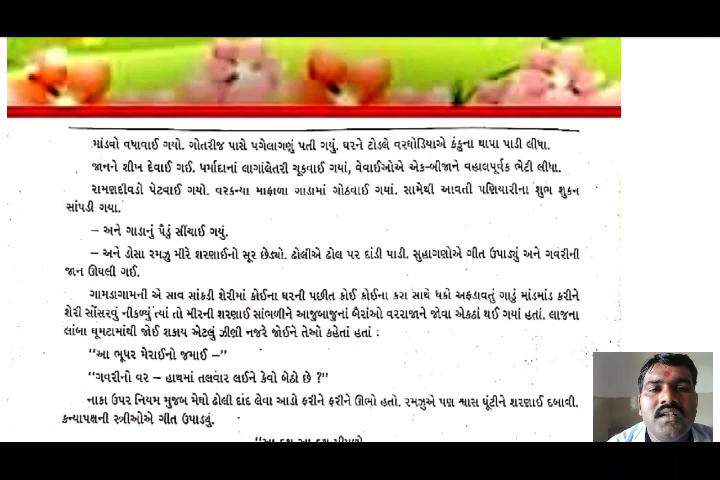 માંડવો વધાવાઈ ગયો. ગોતરીજ પાસે પગેલાગણું પતી ગયું. ઘરને ટોડલે વરઘોડિયાએ કંકુના થાપા પાડી લીધા.
જાનને શીખ દેવાઈ ગઈ. ધર્માદાનાં લાગાંલેતરી ચૂકવાઈ ગયાં, વેવાઈઓએ એક-બીજાને વહાલપૂર્વક ભેટી લીધા.
રામણદીવડો પેટવાઈ ગયો. વરકન્યા માફાળા ગાડામાં ગોઠવાઈ ગયાં. સામેથી આવતી પણિયારીના શુભ શુકન
સાંપડી ગયા.
– અને ગાડાનું પૈડું સીંચાઈ ગયું.
– અને ડોસા રમઝુ મીરે શરણાઈનો સૂર છેડ્યો. ઢોલીએ ઢોલ પર દાંડી પાડી. સુહાગણોએ ગીત ઉપાડ્યું અને ગવરીની
જાન ઊઘલી ગઈ.
ગામડાગામની એ સાવ સાંકડી શેરીમાં કોઈના ઘરની પછીત કોઈ કોઈના કરા સાથે ધકો અફડાવતું ગાડું માંડમાંડ કરીને
શેરી સોંસરવું નીકળ્યું ત્યાં તો મીરની શરણાઈ સાંભળીને આજુબાજુનાં બૈરાંઓ વરરાજાને જોવા એકઠાં થઈ ગયાં હતાં. લાજના
લાંબા ઘૂમટામાંથી જોઈ શકાય એટલું ઝીણી નજરે જોઈને તેઓ કહેતાં હતાં :
“આ ભૂપર મેરાઈનો જમાઈ –”
“ગવરીનો વર – હાથમાં તલવાર લઈને કેવો બેઠો છે ?”
નાકા ઉપર નિયમ મુજબ મેઘો ઢોલી દાંડ લેવા આડો ફરીને ફરીને ઊભો હતો. રમઝુએ પણ શ્વાસ ઘૂંટીને શરણાઈ દબાવી.
કન્યાપક્ષની સ્ત્રીઓએ ગીત ઉપાડવું.